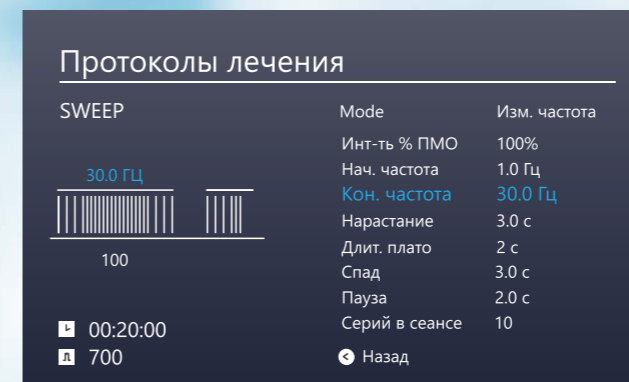 Протоколы лечения
SWEEP
30.0 ГЦ
100
00:20:00
700
Mode Изм. частота
Инт-ть % ПМО 100%
Нач. частота 1.0 Гц
Кон. частота 30.0 Гц
Нарастание 3.0 с
Длит. плато 2 с
Спад 3.0 с
Пауза 2.0 с
Серий в сеансе 10
Назад